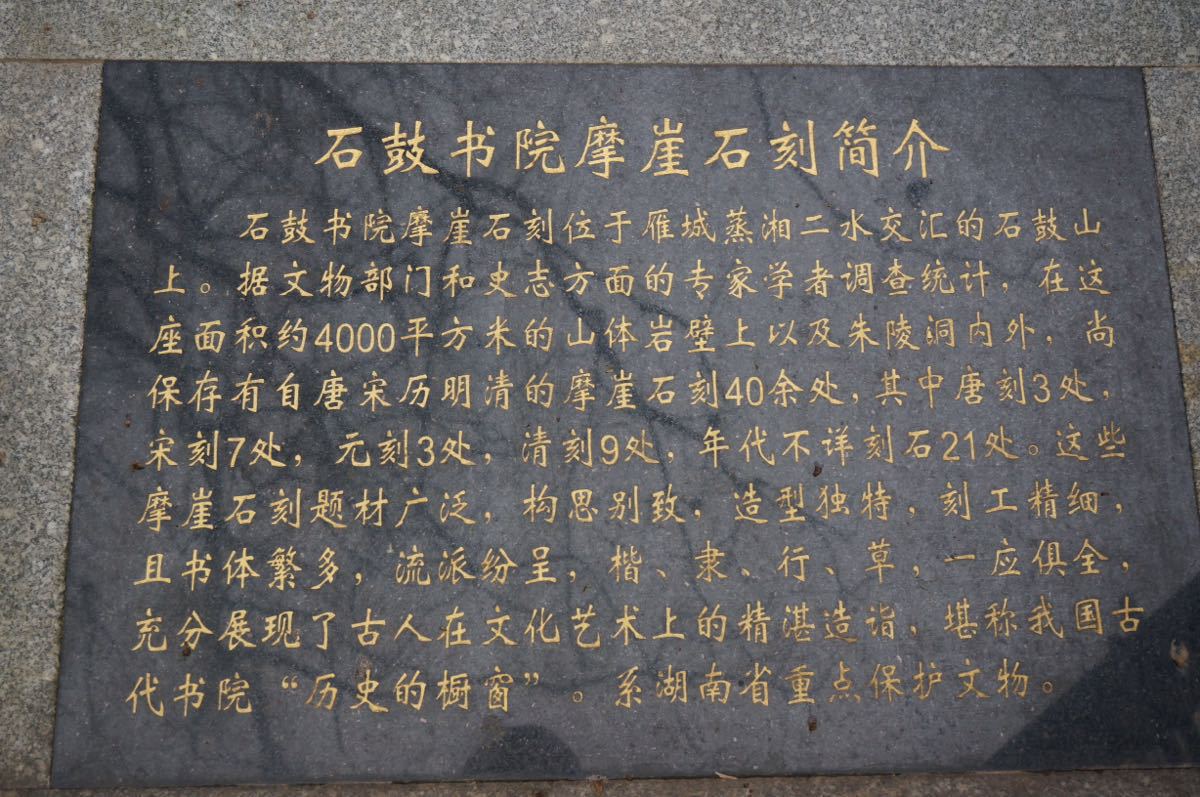 石鼓书院摩崖石刻简介
石鼓书院摩崖石刻位于雁城蒸湘二水交汇的石鼓山
上。据文物部门和史志方面的专家学者调查统计，在这
座面积约4000平方米的山体岩壁上以及朱陵洞内外，尚
保存有自唐宋历明清的摩崖石刻40余处，其中唐刻3处，
宋刻7处，元刻3处，清刻9处，年代不详刻石21处。这些
摩崖石刻题材广泛，构思别致，造型独特，刻工精细，
且书体繁多，流派纷呈，楷、隶、行、草，一应俱全，
充分展现了古人在文化艺术上的精湛造诣，堪称我国古
代书院“历史的橱窗”。系湖南省重点保护文物。